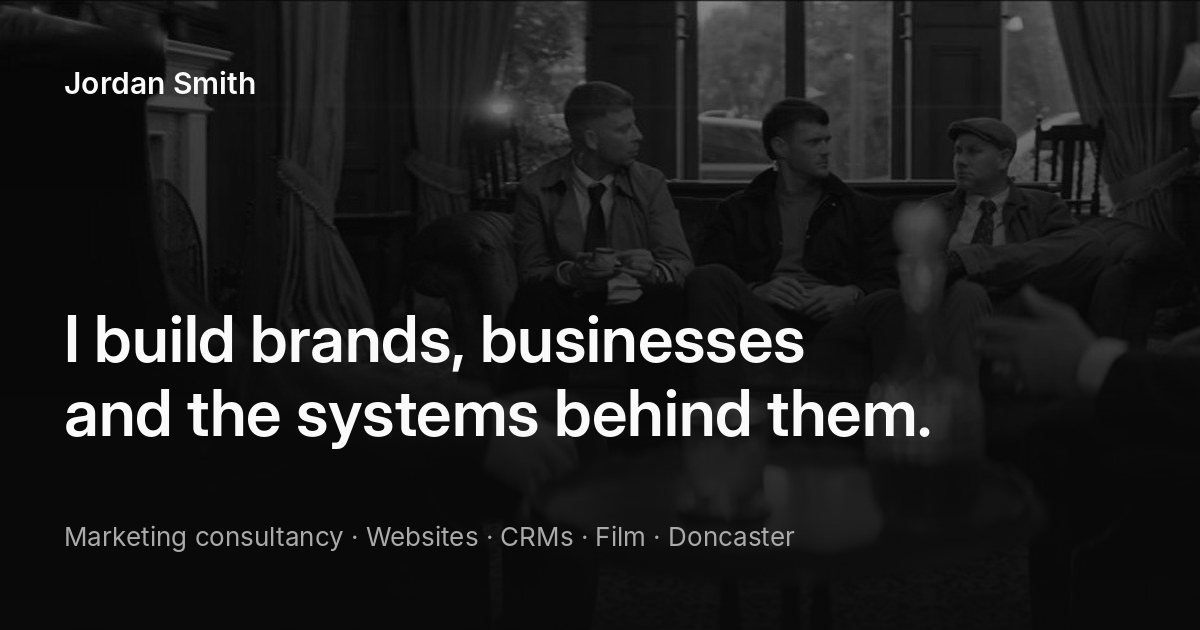 Jordan Smith
I build brands, businesses
and the systems behind them.
Marketing consultancy · Websites · CRMs · Film · Doncaster